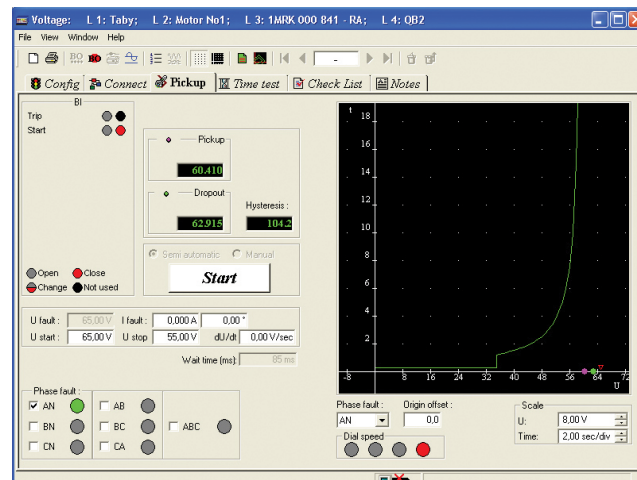 Voltage: L 1: Taby; L 2: Motor No1; L 3: 1MRK 000 841 - RA; L 4: QB2
File View Window Help
BO BO -
Config Connect Pickup Time test Check List Notes
BI
Trip
Start
Open Close
Change Not used
Pickup
60.410
Dropout
62.915
Hysteresis :
104.2
Semi automatic Manual
Start
U fault : 65,00 V I fault : 0,000 A 0,00 °
U start : 65,00 V U stop 55,00 V dU/dt 0,00 V/sec
Wait time (ms): 85 ms
Phase fault :
AN AB
BN BC ABC
CN CA
t 18
16
14
12
10
8
6
4
2
-8 8 16 24 32 40 48 56 64 72
U
Phase fault : Origin offset :
AN 0,0
Dial speed
Scale
U: 8,00 V
Time: 2,00 sec/div